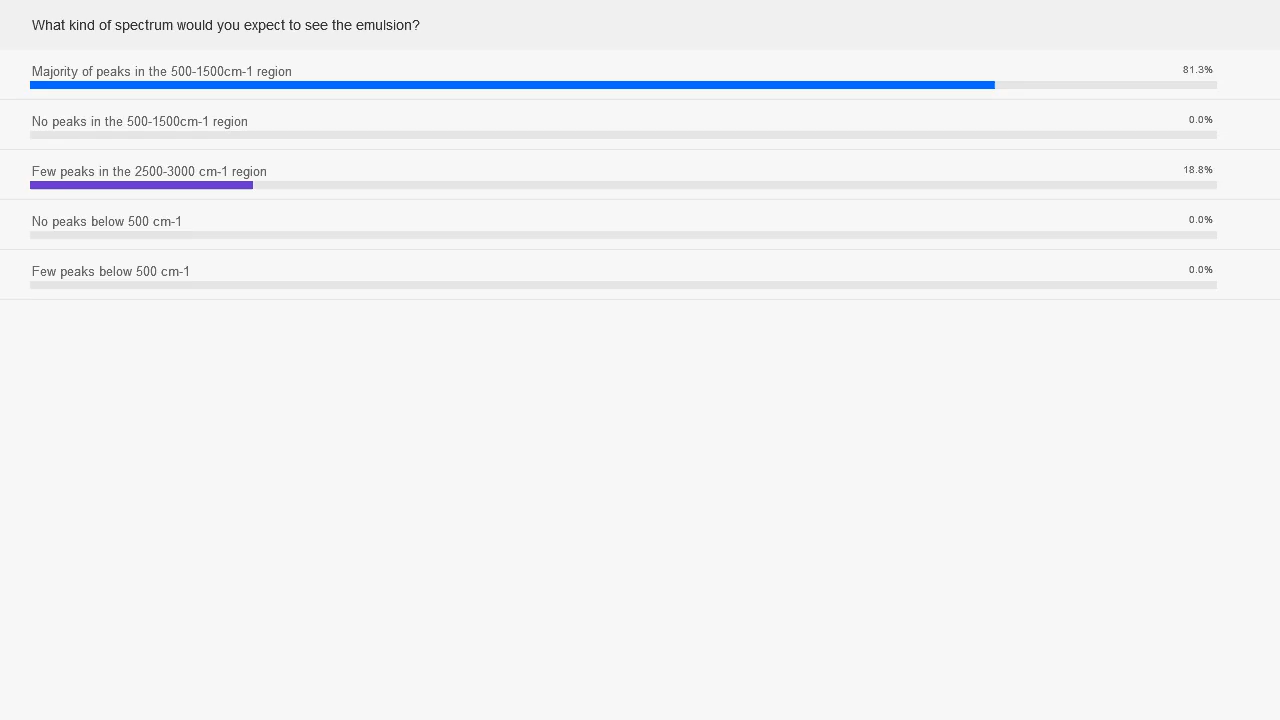 What kind of spectrum would you expect to see the emulsion?
Majority of peaks in the 500-1500cm-1 region
81.3%
No peaks in the 500-1500cm-1 region
0.0%
Few peaks in the 2500-3000 cm-1 region
18.8%
No peaks below 500 cm-1
0.0%
Few peaks below 500 cm-1
0.0%